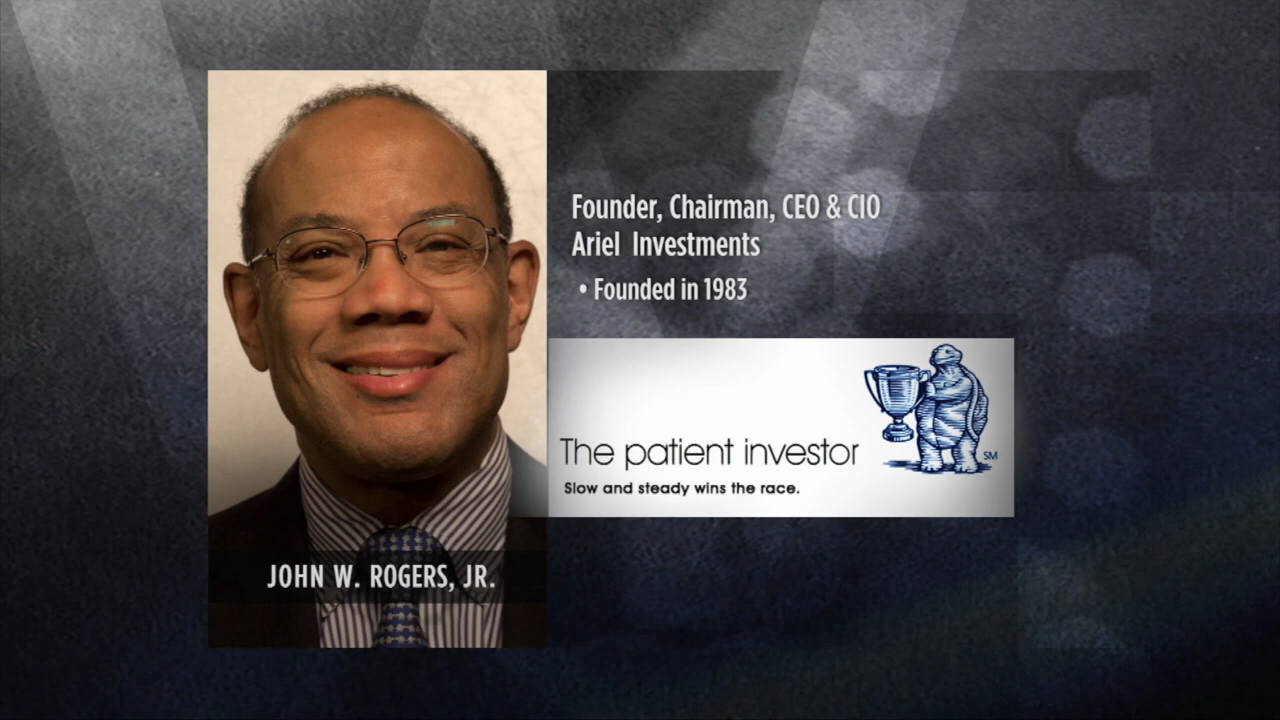 Founder, Chairman, CEO & CIO
Ariel Investments
• Founded in 1983
The patient investor
SM
Slow and steady wins the race.
JOHN W. ROGERS, JR.